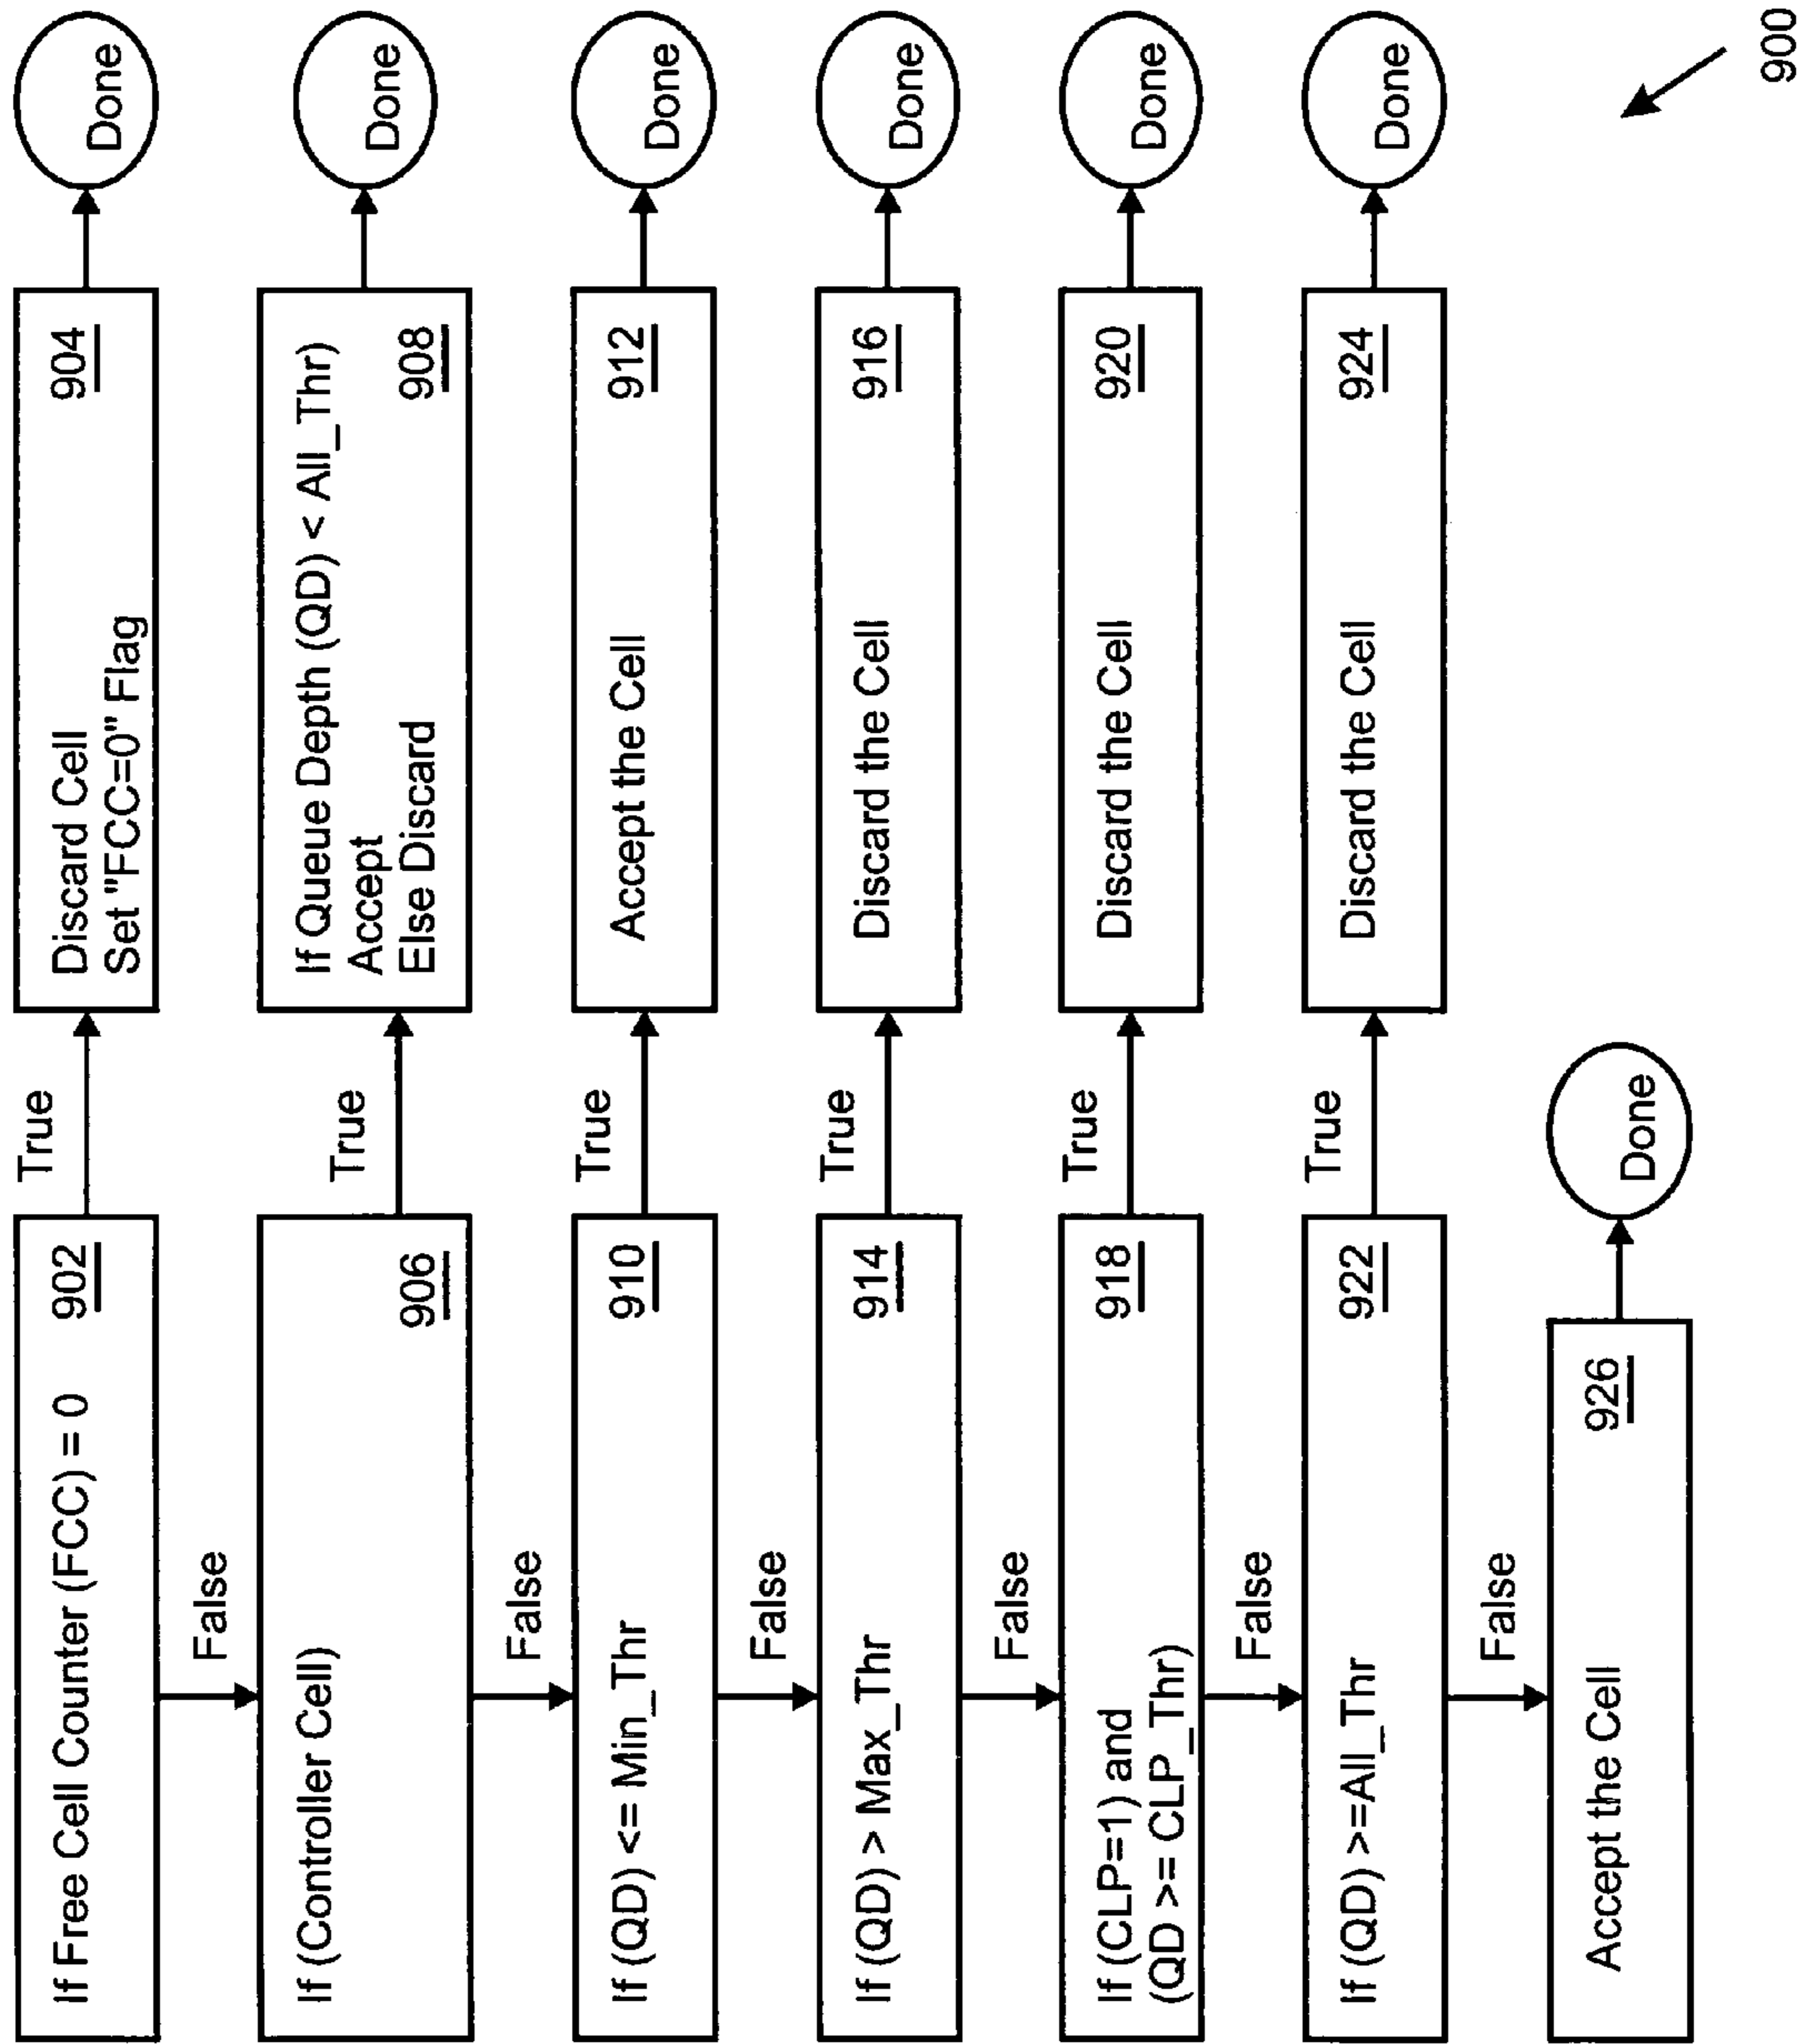 If Free Cell Counter (FCC) = 0 902
True
Discard Cell 904
Set "FCC=0" Flag
Done
False
If (Controller Cell)
906
True
If Queue Depth (QD) < All_Thr)
Accept
Else Discard 908
Done
False
If (QD) <= Min_Thr 910
True
Accept the Cell 912
Done
False
If (QD) > Max_Thr 914
True
Discard the Cell 916
Done
False
If (CLP=1) and 918
(QD >= CLP_Thr)
True
Discard the Cell 920
Done
False
If (QD) >=All_Thr 922
True
Discard the Cell 924
Done
False
Accept the Cell 926
Done
900